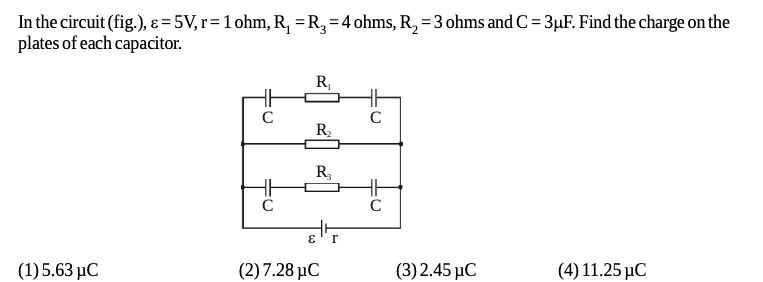 In the circuit (fig.), ε = 5V, r = 1 ohm, R₁ = R₃ = 4 ohms, R₂ = 3 ohms and C = 3μF. Find the charge on the
plates of each capacitor.
R₁
C C
R₂
R₃
C C
ε r
(1) 5.63 μC (2) 7.28 μC (3) 2.45 μC (4) 11.25 μC